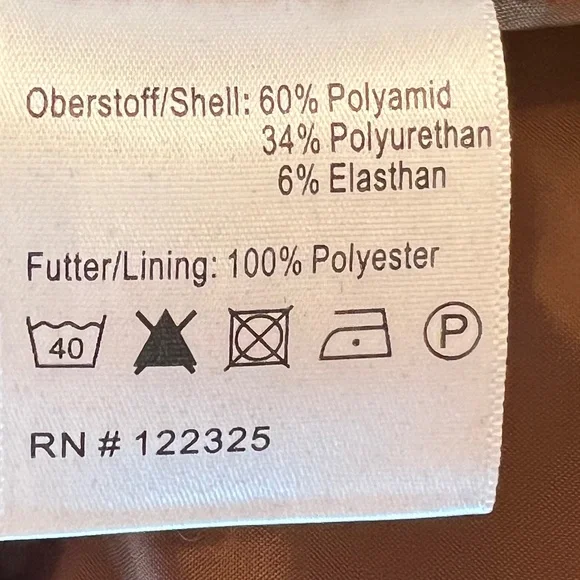 Oberstoff/Shell: 60% Polyamid
34% Polyurethan
6% Elasthan
Futter/Lining: 100% Polyester
40 P
RN # 122325